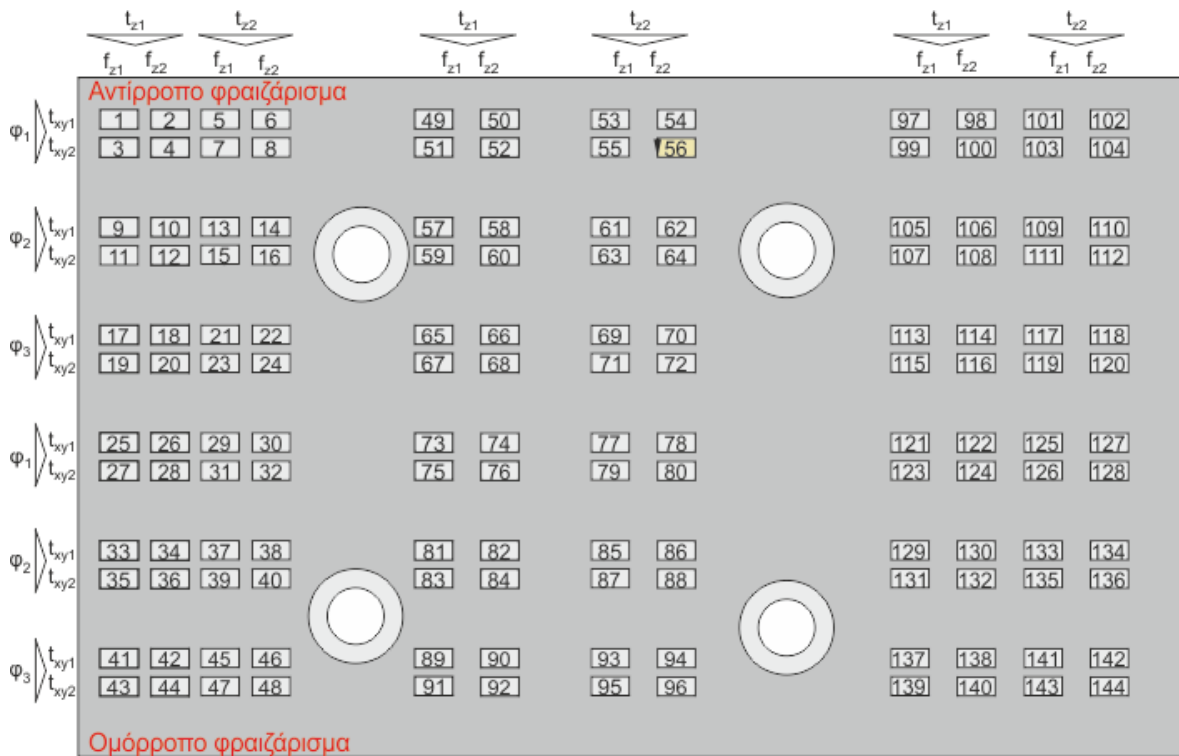 t_z1 t_z2 t_z1 t_z2 t_z1 t_z2
f_z1 f_z2 f_z1 f_z2 f_z1 f_z2 f_z1 f_z2 f_z1 f_z2 f_z1 f_z2
Αντίρροπο φραιζάρισμα
φ_1 t_xy1 1 2 5 6 49 50 53 54 97 98 101 102
t_xy2 3 4 7 8 51 52 55 56 99 100 103 104
φ_2 t_xy1 9 10 13 14 57 58 61 62 105 106 109 110
t_xy2 11 12 15 16 59 60 63 64 107 108 111 112
φ_3 t_xy1 17 18 21 22 65 66 69 70 113 114 117 118
t_xy2 19 20 23 24 67 68 71 72 115 116 119 120
φ_1 t_xy1 25 26 29 30 73 74 77 78 121 122 125 127
t_xy2 27 28 31 32 75 76 79 80 123 124 126 128
φ_2 t_xy1 33 34 37 38 81 82 85 86 129 130 133 134
t_xy2 35 36 39 40 83 84 87 88 131 132 135 136
φ_3 t_xy1 41 42 45 46 89 90 93 94 137 138 141 142
t_xy2 43 44 47 48 91 92 95 96 139 140 143 144
Ομόρροπο φραιζάρισμα